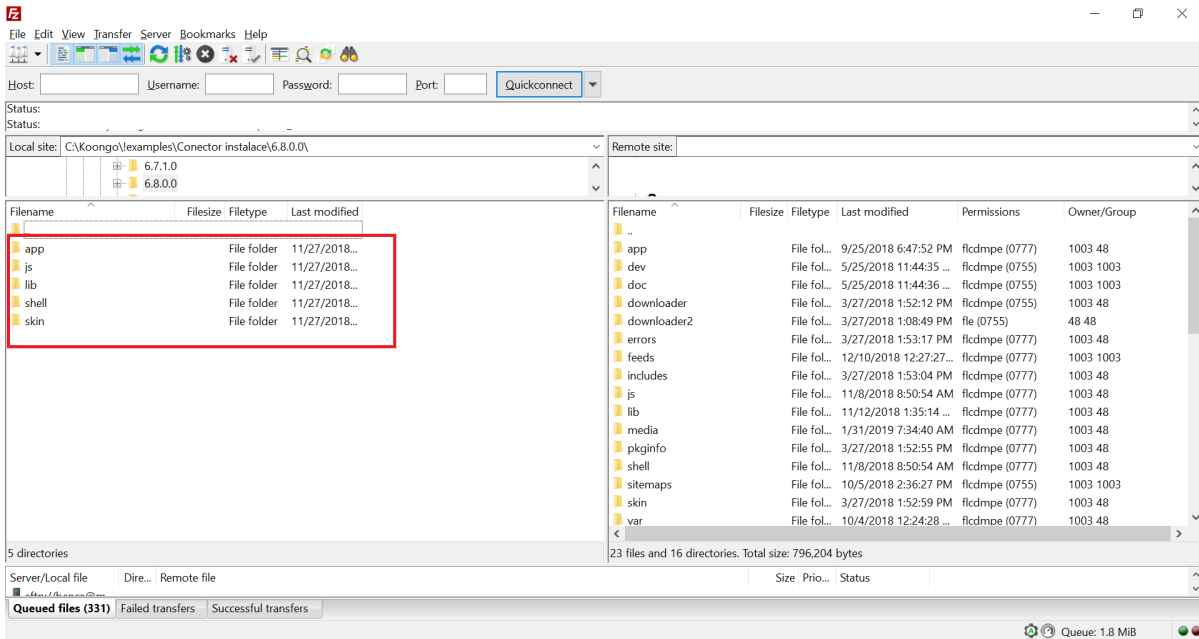 File Edit View Transfer Server Bookmarks Help
Host: Username: Password: Port: Quickconnect
Status:
Status:
Local site: C:\Koongo\!examples\Conector instalace\6.8.0.0\
6.7.1.0
6.8.0.0
Filename Filesize Filetype Last modified
..
app File folder 11/27/2018...
js File folder 11/27/2018...
lib File folder 11/27/2018...
shell File folder 11/27/2018...
skin File folder 11/27/2018...
5 directories
Remote site:
Filename Filesize Filetype Last modified Permissions Owner/Group
..
app File fol... 9/25/2018 6:47:52 PM flcdmpe (0777) 1003 48
dev File fol... 5/25/2018 11:44:35 ... flcdmpe (0755) 1003 1003
doc File fol... 5/25/2018 11:44:36 ... flcdmpe (0755) 1003 1003
downloader File fol... 3/27/2018 1:52:12 PM flcdmpe (0755) 1003 48
downloader2 File fol... 3/27/2018 1:08:49 PM fle (0755) 48 48
errors File fol... 3/27/2018 1:53:17 PM flcdmpe (0777) 1003 48
feeds File fol... 12/10/2018 12:27:27... flcdmpe (0777) 1003 1003
includes File fol... 3/27/2018 1:53:04 PM flcdmpe (0777) 1003 48
js File fol... 11/8/2018 8:50:54 AM flcdmpe (0777) 1003 48
lib File fol... 11/12/2018 1:35:14 ... flcdmpe (0777) 1003 48
media File fol... 1/31/2019 7:34:40 AM flcdmpe (0777) 1003 48
pkginfo File fol... 3/27/2018 1:52:55 PM flcdmpe (0777) 1003 48
shell File fol... 11/8/2018 8:50:54 AM flcdmpe (0777) 1003 48
sitemaps File fol... 10/5/2018 2:36:27 PM flcdmpe (0755) 1003 1003
skin File fol... 3/27/2018 1:52:59 PM flcdmpe (0777) 1003 48
var File fol... 10/4/2018 12:24:28 ... flcdmpe (0777) 1003 48
23 files and 16 directories. Total size: 796,204 bytes
Server/Local file Dire... Remote file Size Prio... Status
Queued files (331) Failed transfers Successful transfers
Queue: 1.8 MiB